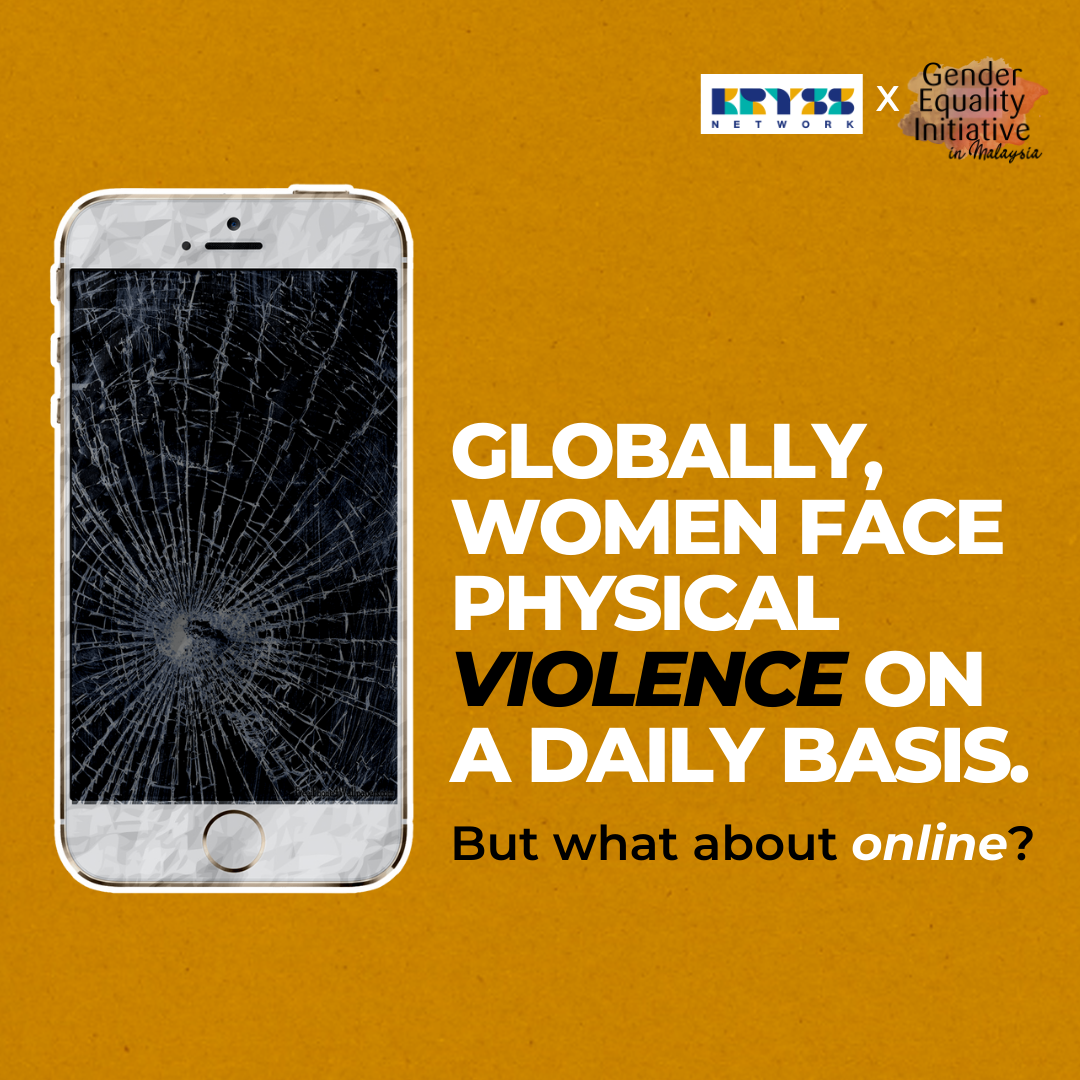 KRYSS
NETWORK
X
Gender
Equality
Initiative
in Malaysia
GLOBALLY,
WOMEN FACE
PHYSICAL
VIOLENCE ON
A DAILY BASIS.
But what about online?